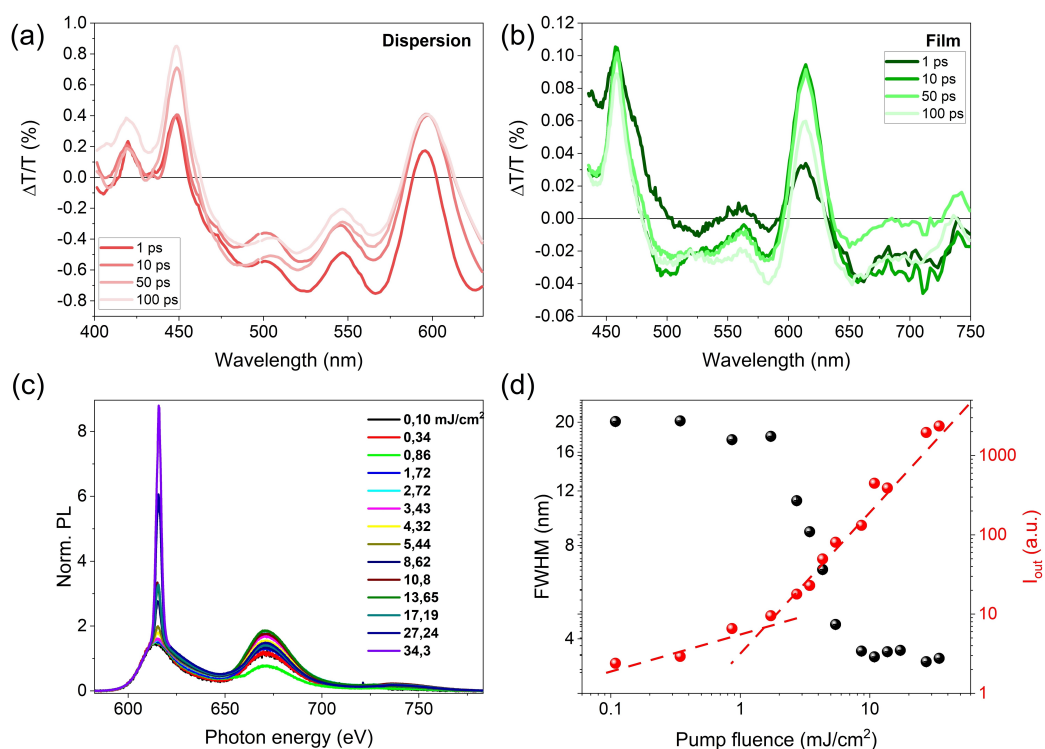 (a)
Dispersion
ΔT/T (%)
1.0
0.8
0.6
0.4
0.2
0.0
-0.2
-0.4
-0.6
-0.8
1 ps
10 ps
50 ps
100 ps
400 450 500 550 600
Wavelength (nm)
(b)
Film
ΔT/T (%)
0.12
0.10
0.08
0.06
0.04
0.02
0.00
-0.02
-0.04
-0.06
1 ps
10 ps
50 ps
100 ps
450 500 550 600 650 700 750
Wavelength (nm)
(c)
Norm. PL
8
6
4
2
0
0,10 mJ/cm²
0,34
0,86
1,72
2,72
3,43
4,32
5,44
8,62
10,8
13,65
17,19
27,24
34,3
600 650 700 750
Photon energy (eV)
(d)
FWHM (nm)
20
16
12
8
4
1000
100
10
1
I_out (a.u.)
0.1 1 10
Pump fluence (mJ/cm²)